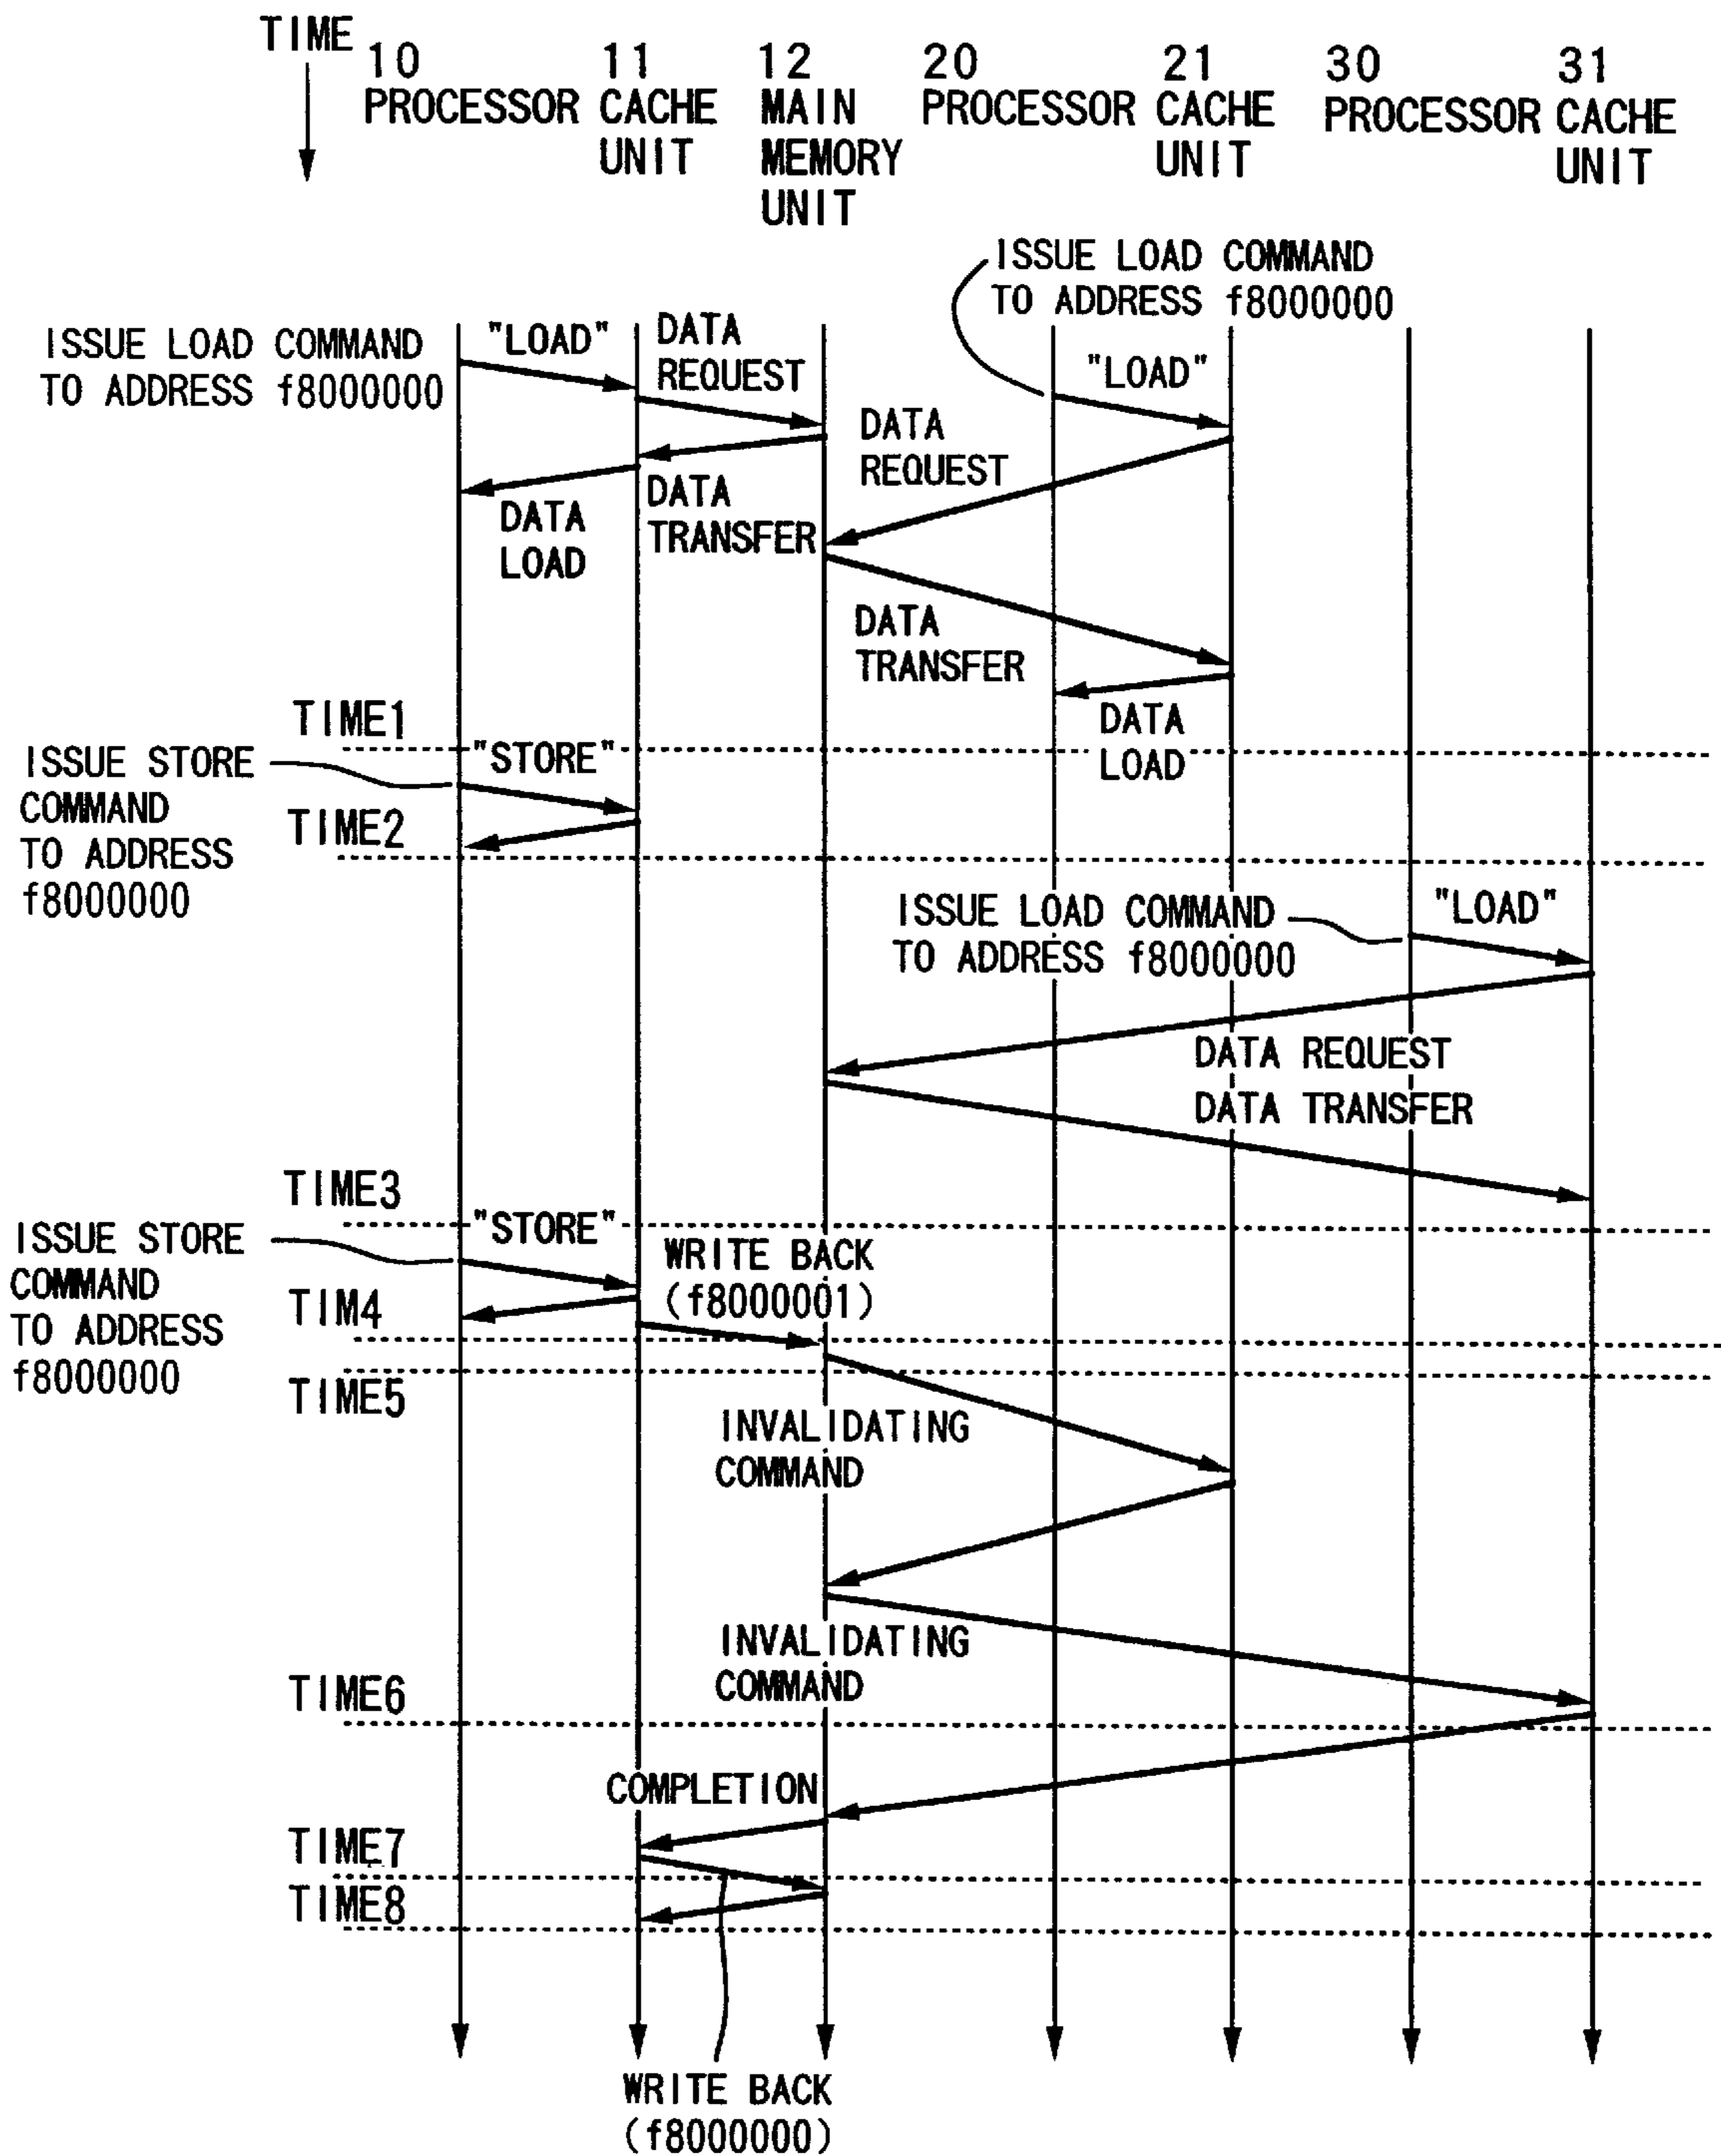 TIME
10
PROCESSOR
11
CACHE
UNIT
12
MAIN
MEMORY
UNIT
20
PROCESSOR
21
CACHE
UNIT
30
PROCESSOR
31
CACHE
UNIT
ISSUE LOAD COMMAND
TO ADDRESS f8000000
ISSUE LOAD COMMAND
TO ADDRESS f8000000
"LOAD"
DATA
REQUEST
"LOAD"
DATA
REQUEST
DATA
LOAD
DATA
TRANSFER
DATA
TRANSFER
DATA
LOAD
TIME1
ISSUE STORE
COMMAND
TO ADDRESS
f8000000
"STORE"
TIME2
ISSUE LOAD COMMAND
TO ADDRESS f8000000
"LOAD"
DATA REQUEST
DATA TRANSFER
TIME3
ISSUE STORE
COMMAND
TO ADDRESS
f8000000
"STORE"
WRITE BACK
(f8000001)
TIM4
TIME5
INVALIDATING
COMMAND
INVALIDATING
COMMAND
TIME6
COMPLETION
TIME7
TIME8
WRITE BACK
(f8000000)